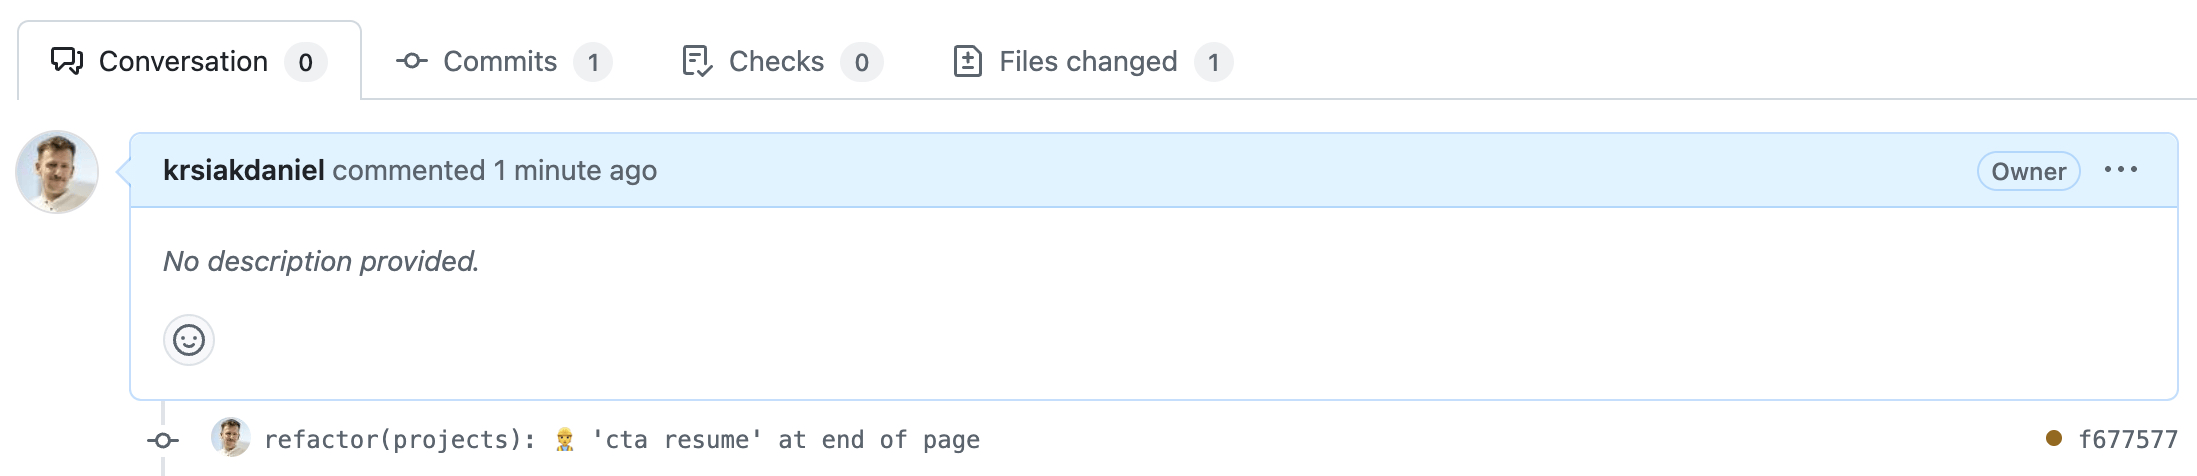 Conversation 0 Commits 1 Checks 0 Files changed 1
krsiakdaniel commented 1 minute ago Owner
No description provided.
refactor(projects): 👷 'cta resume' at end of page f677577